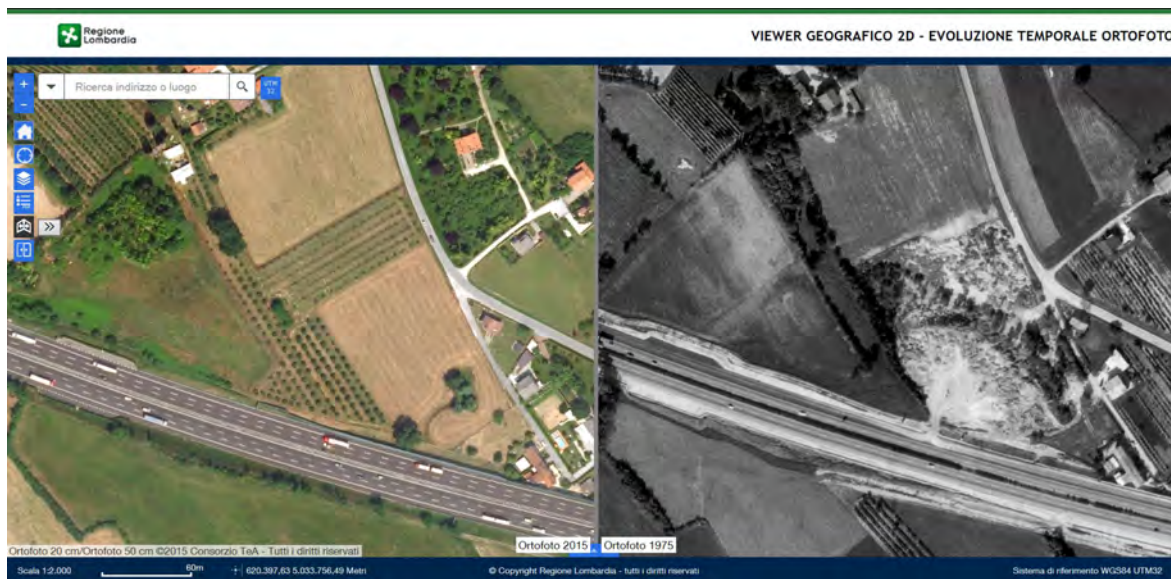 Regione
Lombardia
VIEWER GEOGRAFICO 2D - EVOLUZIONE TEMPORALE ORTOFOTO
Ricerca indirizzo o luogo
UTM
32
Ortofoto 20 cm/Ortofoto 50 cm ©2015 Consorzio TeA - Tutti i diritti riservati
Ortofoto 2015
Ortofoto 1975
Scala 1:2.000
60m
620.397,63 5.033.756,49 Metri
© Copyright Regione Lombardia - tutti i diritti riservati
Sistema di riferimento WGS84 UTM32